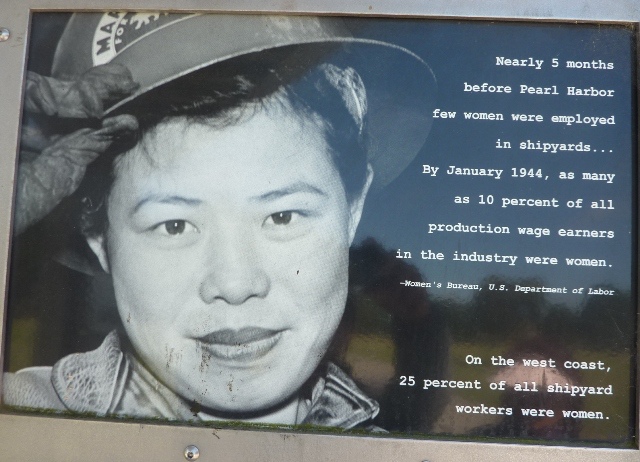 MA
FO
Nearly 5 months
before Pearl Harbor
few women were employed
in shipyards...
By January 1944, as many
as 10 percent of all
production wage earners
in the industry were women.
—Women's Bureau, U.S. Department of Labor
On the west coast,
25 percent of all shipyard
workers were women.